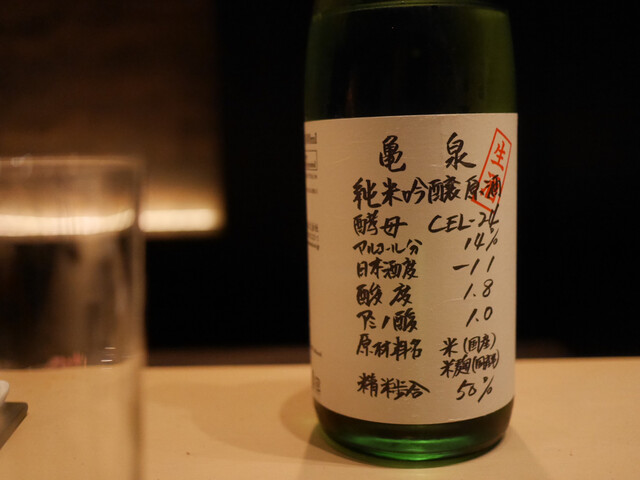 亀泉
生酒
純米吟醸原酒
酵母 CEL-24
アルコール分 14%
日本酒度 -11
酸度 1.8
アミノ酸 1.0
原材料名 米(国産)
米麹(国産米)
精米歩合 50%